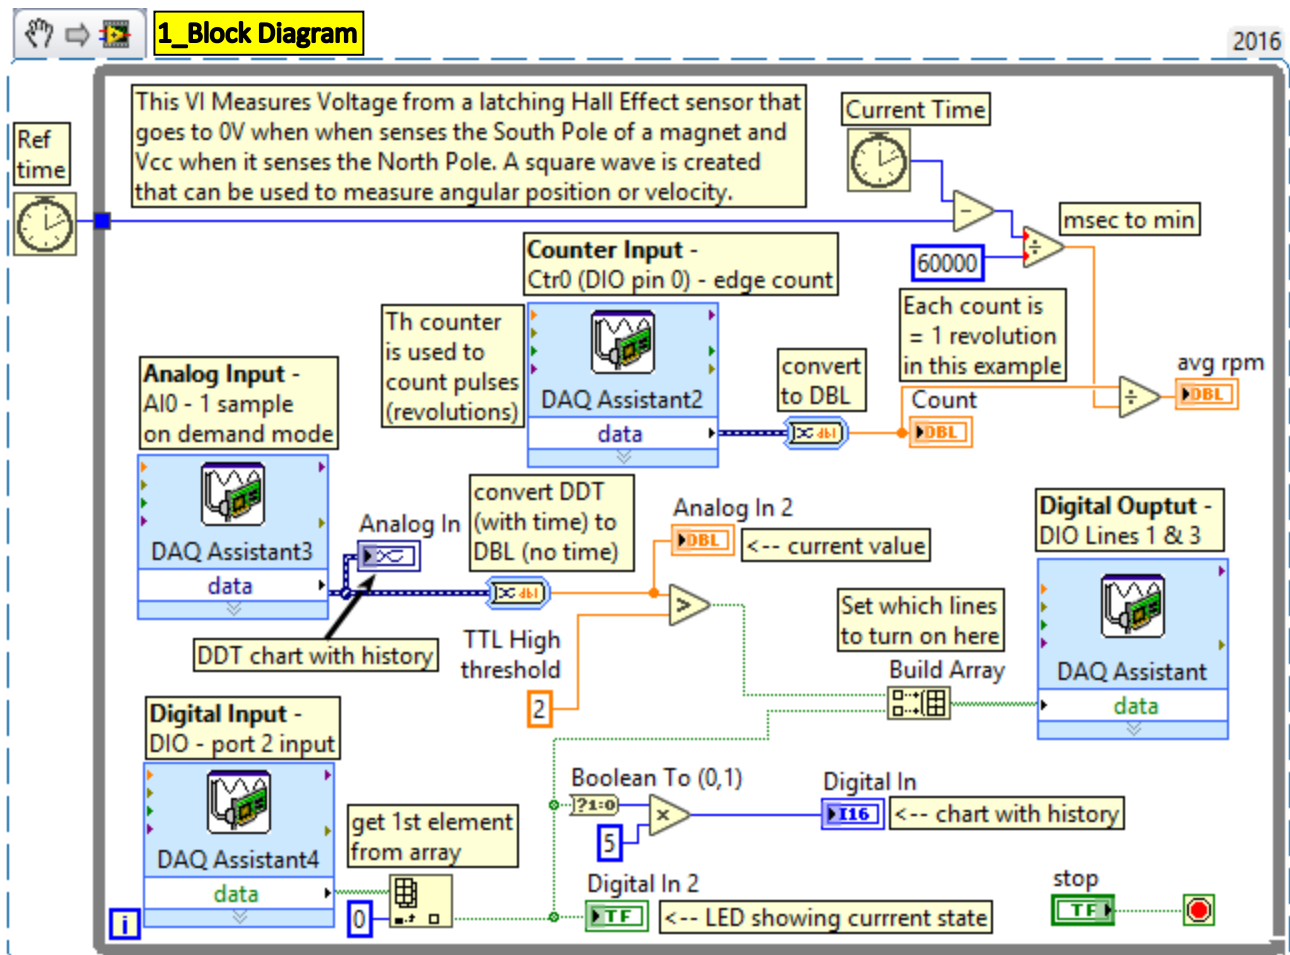 1_Block Diagram
2016
This VI Measures Voltage from a latching Hall Effect sensor that
goes to 0V when when senses the South Pole of a magnet and
Vcc when it senses the North Pole. A square wave is created
that can be used to measure angular position or velocity.
Current Time
Ref
time
msec to min
60000
Counter Input -
Ctr0 (DIO pin 0) - edge count
Each count is
= 1 revolution
in this example
Th counter
is used to
count pulses
(revolutions)
DAQ Assistant2
data
convert
to DBL
dbl
Count
DBL
avg rpm
DBL
Analog Input -
AI0 - 1 sample
on demand mode
DAQ Assistant3
data
Analog In
DDT chart with history
convert DDT
(with time) to
DBL (no time)
dbl
Analog In 2
DBL
<-- current value
TTL High
threshold
2
>
Digital Ouptut -
DIO Lines 1 & 3
DAQ Assistant
data
Set which lines
to turn on here
Build Array
Digital Input -
DIO - port 2 input
DAQ Assistant4
data
get 1st element
from array
0
i
Boolean To (0,1)
?1:0
x
5
Digital In
I16
<-- chart with history
Digital In 2
TF
<-- LED showing currrent state
stop
TF